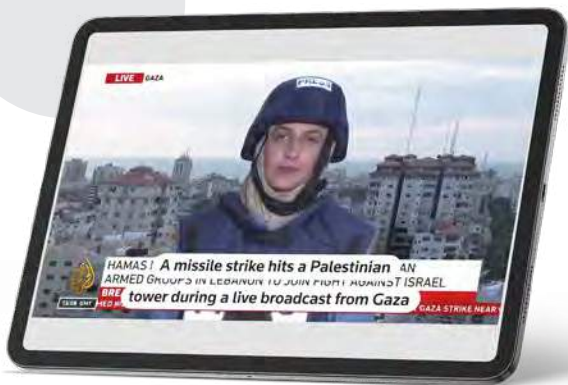 PRESS
LIVE GAZA
HAMAS
A missile strike hits a Palestinian
AN
ARMED GROUPS IN LEBANON TO JOIN FIGHT AGAINST ISRAEL
tower during a live broadcast from Gaza
GAZA STRIKE NEAR
GMT